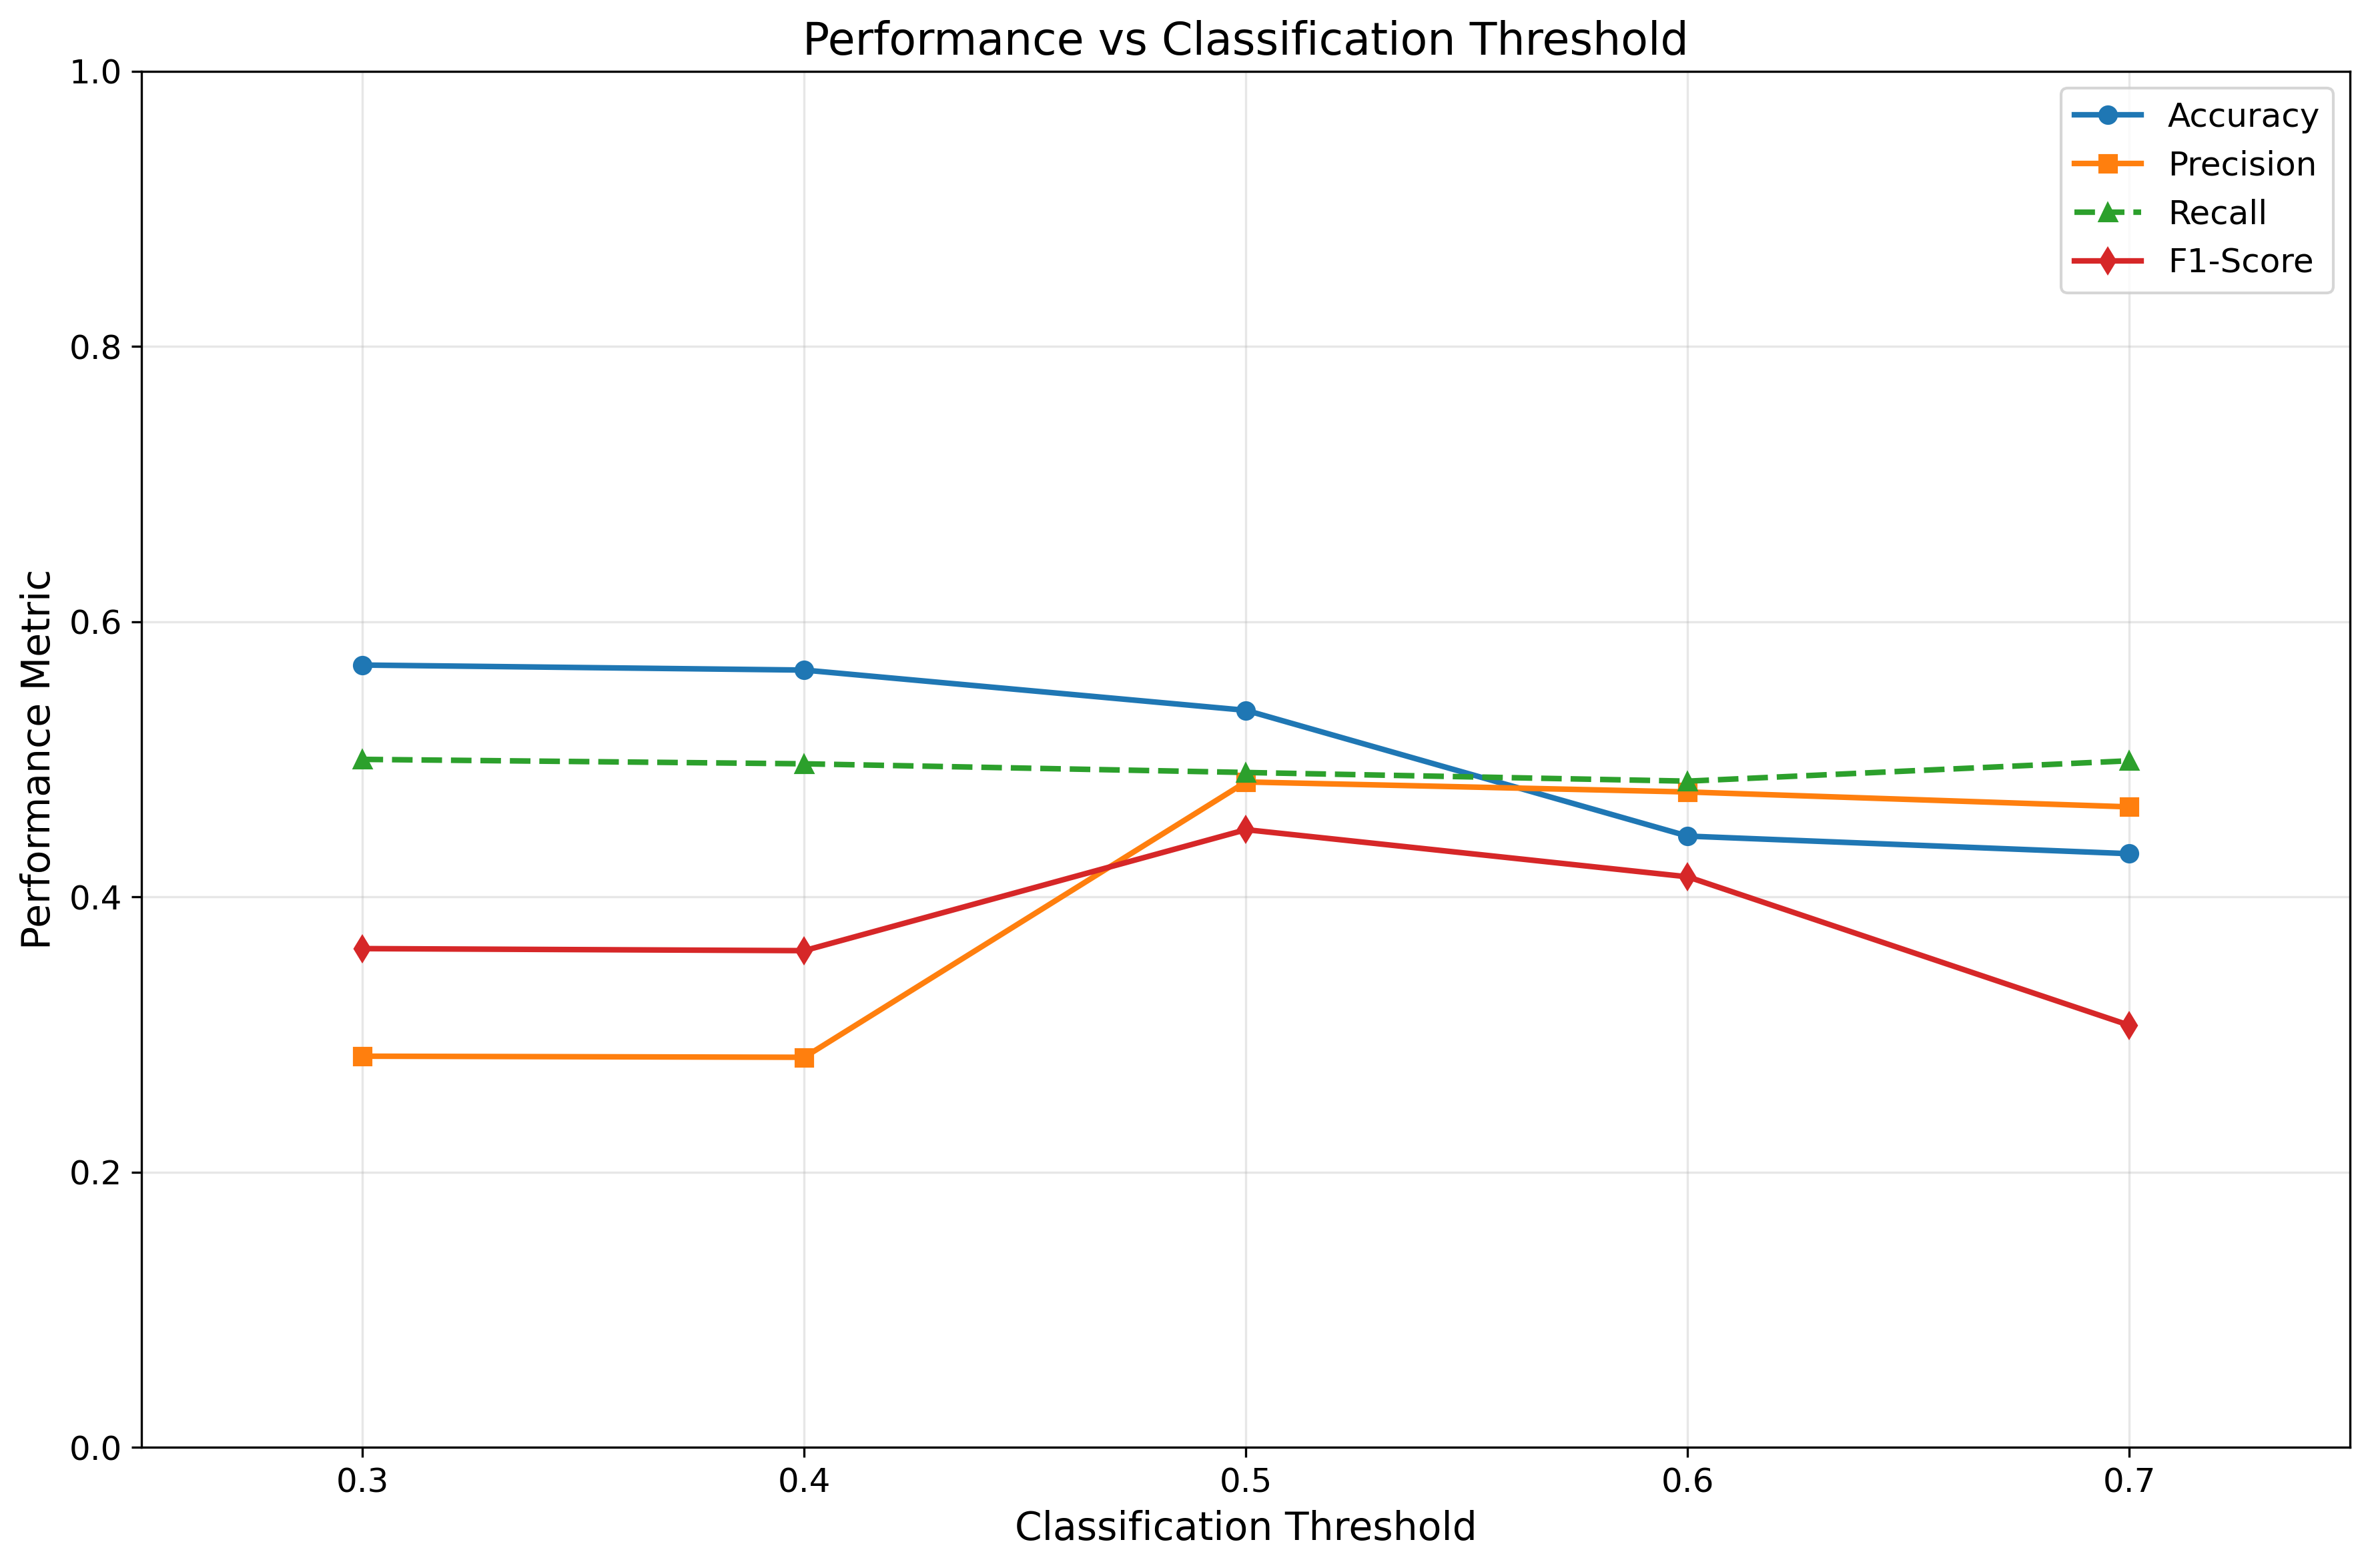 Performance vs Classification Threshold
1.0
0.8
0.6
0.4
0.2
0.0
Performance Metric
Accuracy
Precision
Recall
F1-Score
0.3 0.4 0.5 0.6 0.7
Classification Threshold